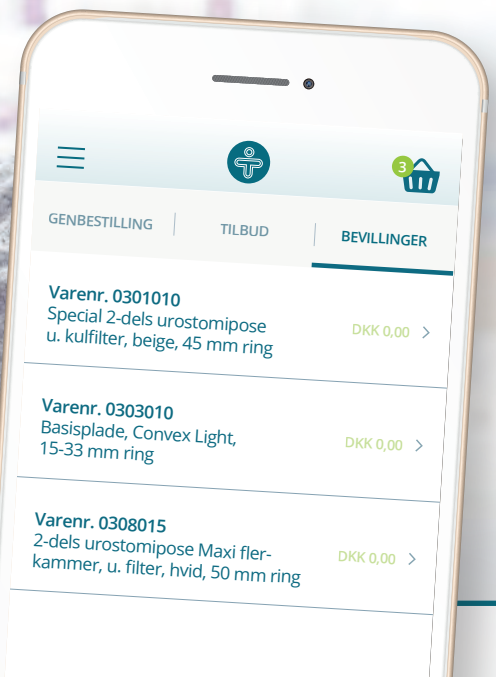 3
GENBESTILLING
TILBUD
BEVILLINGER
Varenr. 0301010
Special 2-dels urostomipose
u. kulfilter, beige, 45 mm ring
DKK 0,00
Varenr. 0303010
Basisplade, Convex Light,
15-33 mm ring
DKK 0,00
Varenr. 0308015
2-dels urostomipose Maxi fler-
kammer, u. filter, hvid, 50 mm ring
DKK 0,00